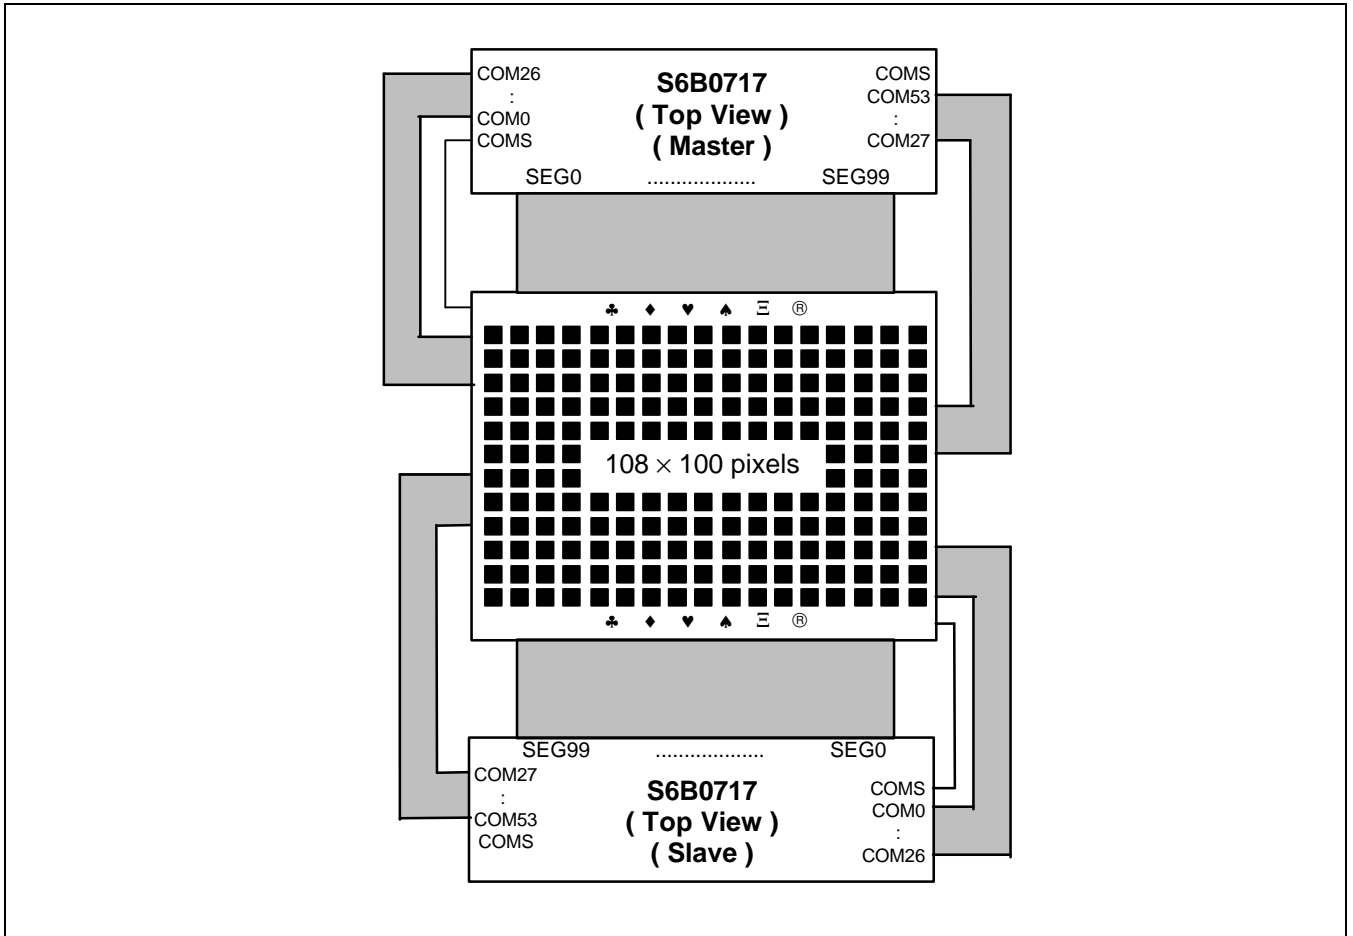 COM26
:
COM0
COMS
S6B0717
( Top View )
( Master )
COMS
COM53
:
COM27
SEG0 ................... SEG99
♣ ♦ ♥ ♠ Ξ ®
108 × 100 pixels
♣ ♦ ♥ ♠ Ξ ®
SEG99 ................... SEG0
COM27
:
COM53
COMS
S6B0717
( Top View )
( Slave )
COMS
COM0
:
COM26